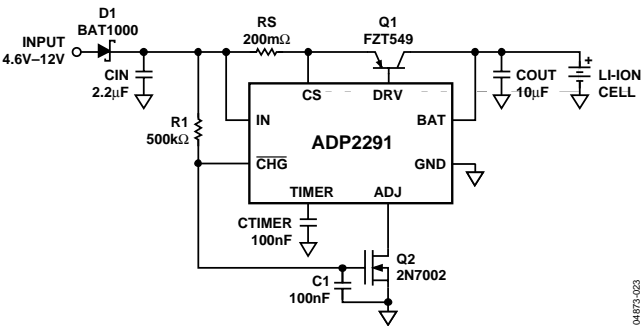 D1
BAT1000
INPUT
4.6V–12V
CIN
2.2μF
RS
200mΩ
Q1
FZT549
COUT
10μF
+
LI-ION
CELL
R1
500kΩ
CS
DRV
IN
BAT
ADP2291
CHG
GND
TIMER
ADJ
CTIMER
100nF
Q2
2N7002
C1
100nF
04873-023